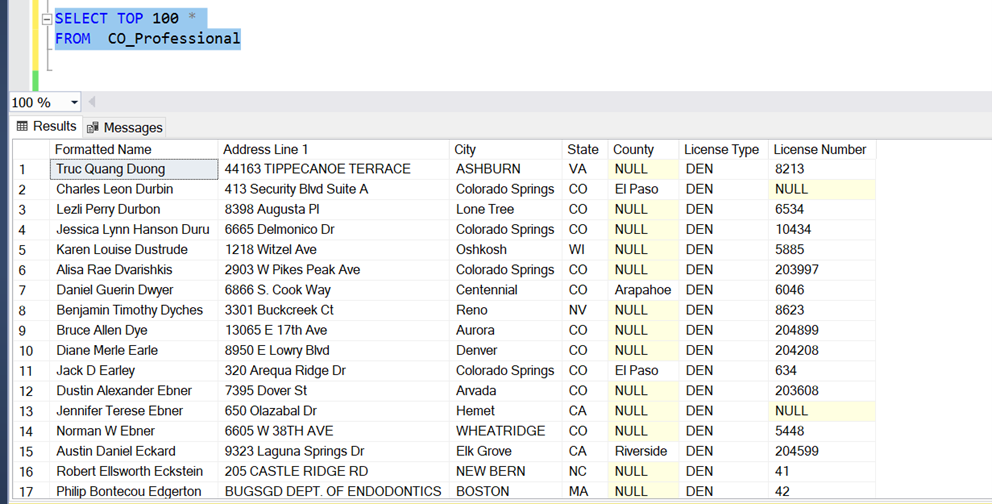 SELECT TOP 100 *
FROM CO_Professional
100 %
Results Messages
Formatted Name Address Line 1 City State County License Type License Number
1 Truc Quang Duong 44163 TIPPECANOE TERRACE ASHBURN VA NULL DEN 8213
2 Charles Leon Durbin 413 Security Blvd Suite A Colorado Springs CO El Paso DEN NULL
3 Lezli Perry Durbon 8398 Augusta Pl Lone Tree CO NULL DEN 6534
4 Jessica Lynn Hanson Duru 6665 Delmonico Dr Colorado Springs CO NULL DEN 10434
5 Karen Louise Dustrude 1218 Witzel Ave Oshkosh WI NULL DEN 5885
6 Alisa Rae Dvarishkis 2903 W Pikes Peak Ave Colorado Springs CO NULL DEN 203997
7 Daniel Guerin Dwyer 6866 S. Cook Way Centennial CO Arapahoe DEN 6046
8 Benjamin Timothy Dyches 3301 Buckcreek Ct Reno NV NULL DEN 8623
9 Bruce Allen Dye 13065 E 17th Ave Aurora CO NULL DEN 204899
10 Diane Merle Earle 8950 E Lowry Blvd Denver CO NULL DEN 204208
11 Jack D Earley 320 Arequa Ridge Dr Colorado Springs CO El Paso DEN 634
12 Dustin Alexander Ebner 7395 Dover St Arvada CO NULL DEN 203608
13 Jennifer Terese Ebner 650 Olazabal Dr Hemet CA NULL DEN NULL
14 Norman W Ebner 6605 W 38TH AVE WHEATRIDGE CO NULL DEN 5448
15 Austin Daniel Eckard 9323 Laguna Springs Dr Elk Grove CA Riverside DEN 204599
16 Robert Ellsworth Eckstein 205 CASTLE RIDGE RD NEW BERN NC NULL DEN 41
17 Philip Bontecou Edgerton BUGSGD DEPT. OF ENDODONTICS BOSTON MA NULL DEN 42